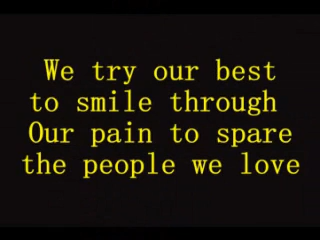 We try our best
to smile through
Our pain to spare
the people we love